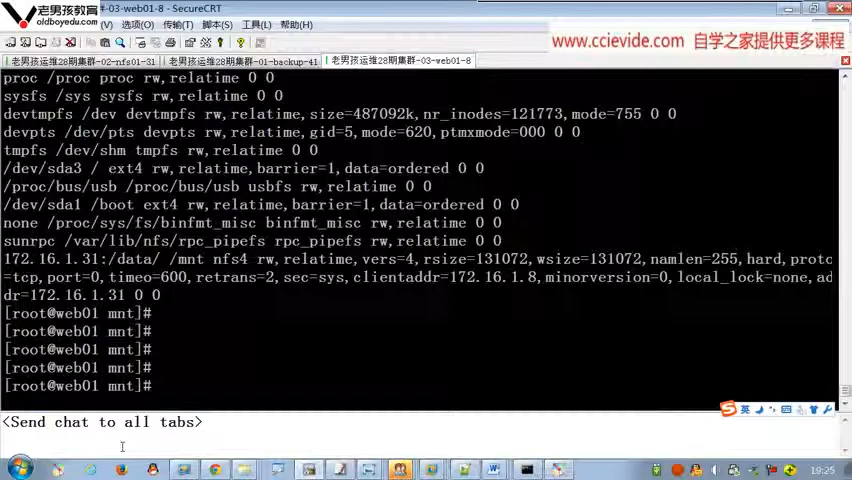 老男孩教育
oldboyedu.com
#-03-web01-8 - SecureCRT
(V) 选项(O) 传输(T) 脚本(S) 工具(L) 帮助(H)
www.ccievide.com 自学之家提供更多课程
老男孩运维28期集群-02-nfs01-31 老男孩运维28期集群-01-backup-41 老男孩运维28期集群-03-web01-8
proc /proc proc rw,relatime 0 0
sysfs /sys sysfs rw,relatime 0 0
devtmpfs /dev devtmpfs rw,relatime,size=487092k,nr_inodes=121773,mode=755 0 0
devpts /dev/pts devpts rw,relatime,gid=5,mode=620,ptmxmode=000 0 0
tmpfs /dev/shm tmpfs rw,relatime 0 0
/dev/sda3 / ext4 rw,relatime,barrier=1,data=ordered 0 0
/proc/bus/usb /proc/bus/usb usbfs rw,relatime 0 0
/dev/sda1 /boot ext4 rw,relatime,barrier=1,data=ordered 0 0
none /proc/sys/fs/binfmt_misc binfmt_misc rw,relatime 0 0
sunrpc /var/lib/nfs/rpc_pipefs rpc_pipefs rw,relatime 0 0
172.16.1.31:/data/ /mnt nfs4 rw,relatime,vers=4,rsize=131072,wsize=131072,namlen=255,hard,proto
=tcp,port=0,timeo=600,retrans=2,sec=sys,clientaddr=172.16.1.8,minorversion=0,local_lock=none,ad
dr=172.16.1.31 0 0
[root@web01 mnt]#
[root@web01 mnt]#
[root@web01 mnt]#
[root@web01 mnt]#
[root@web01 mnt]#
英
<Send chat to all tabs>
19:25